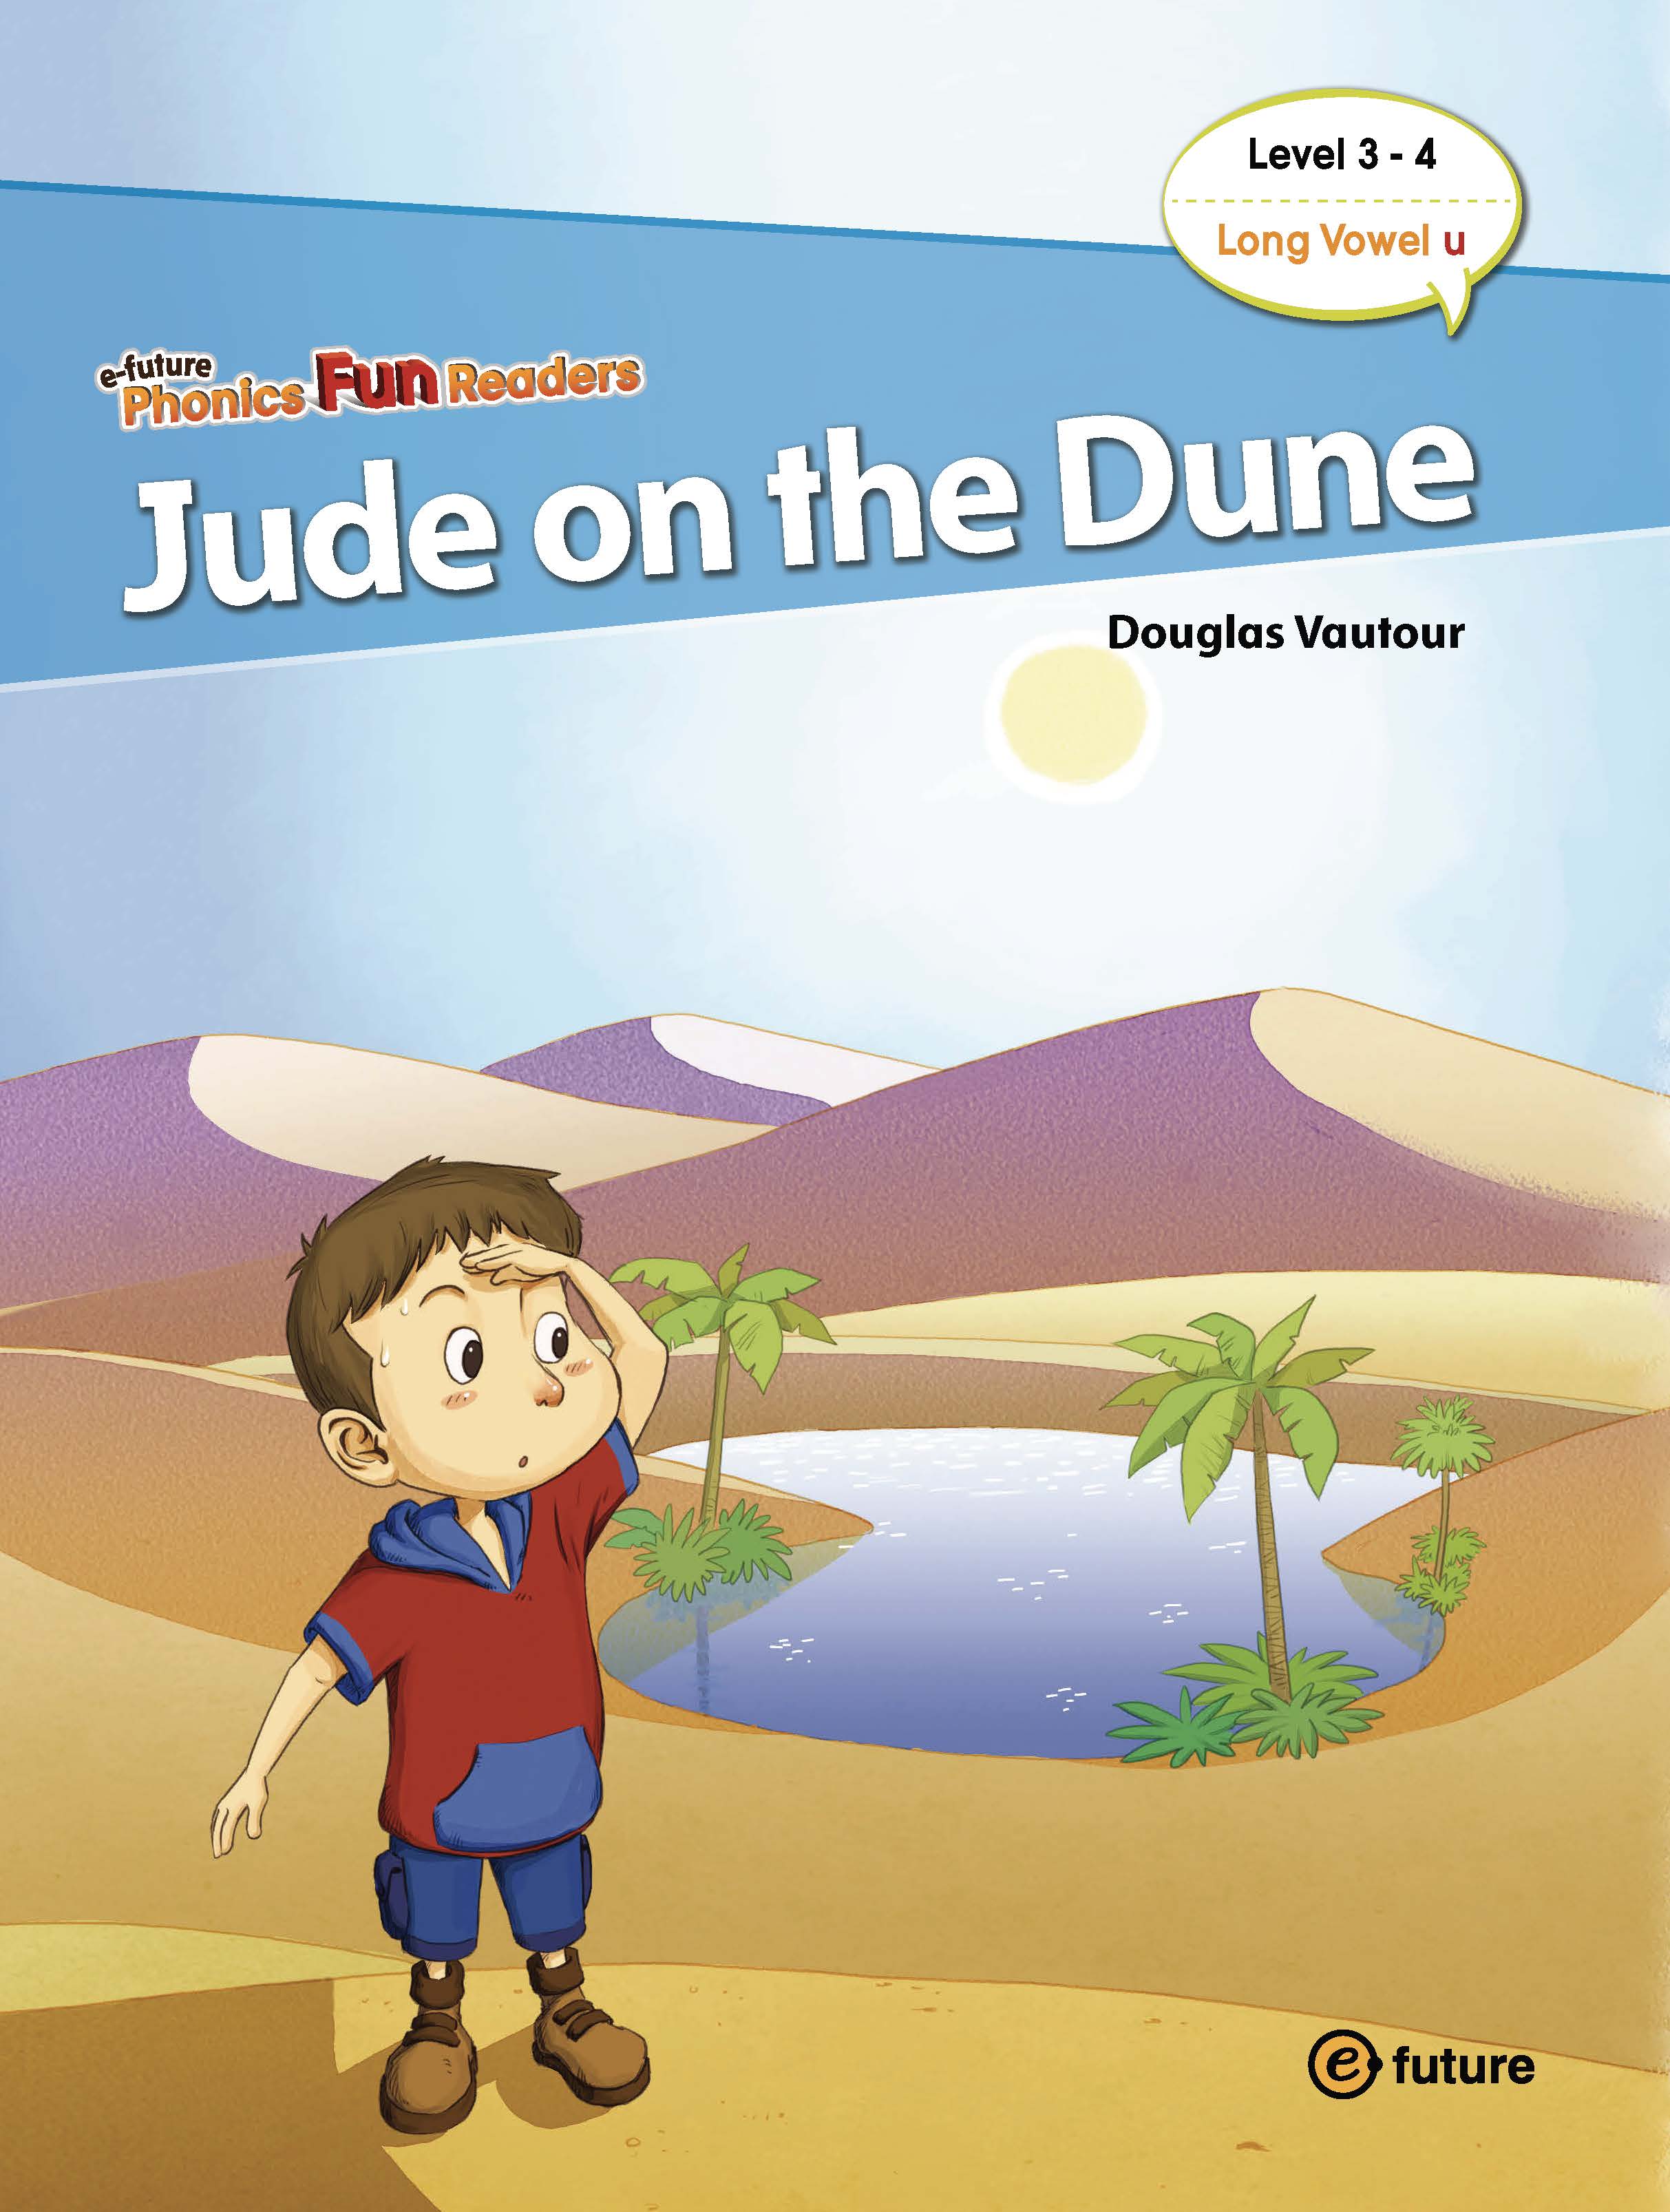 Level 3 - 4
Long Vowel u
e-future
Phonics Fun Readers
Jude on the Dune
Douglas Vautour
e future